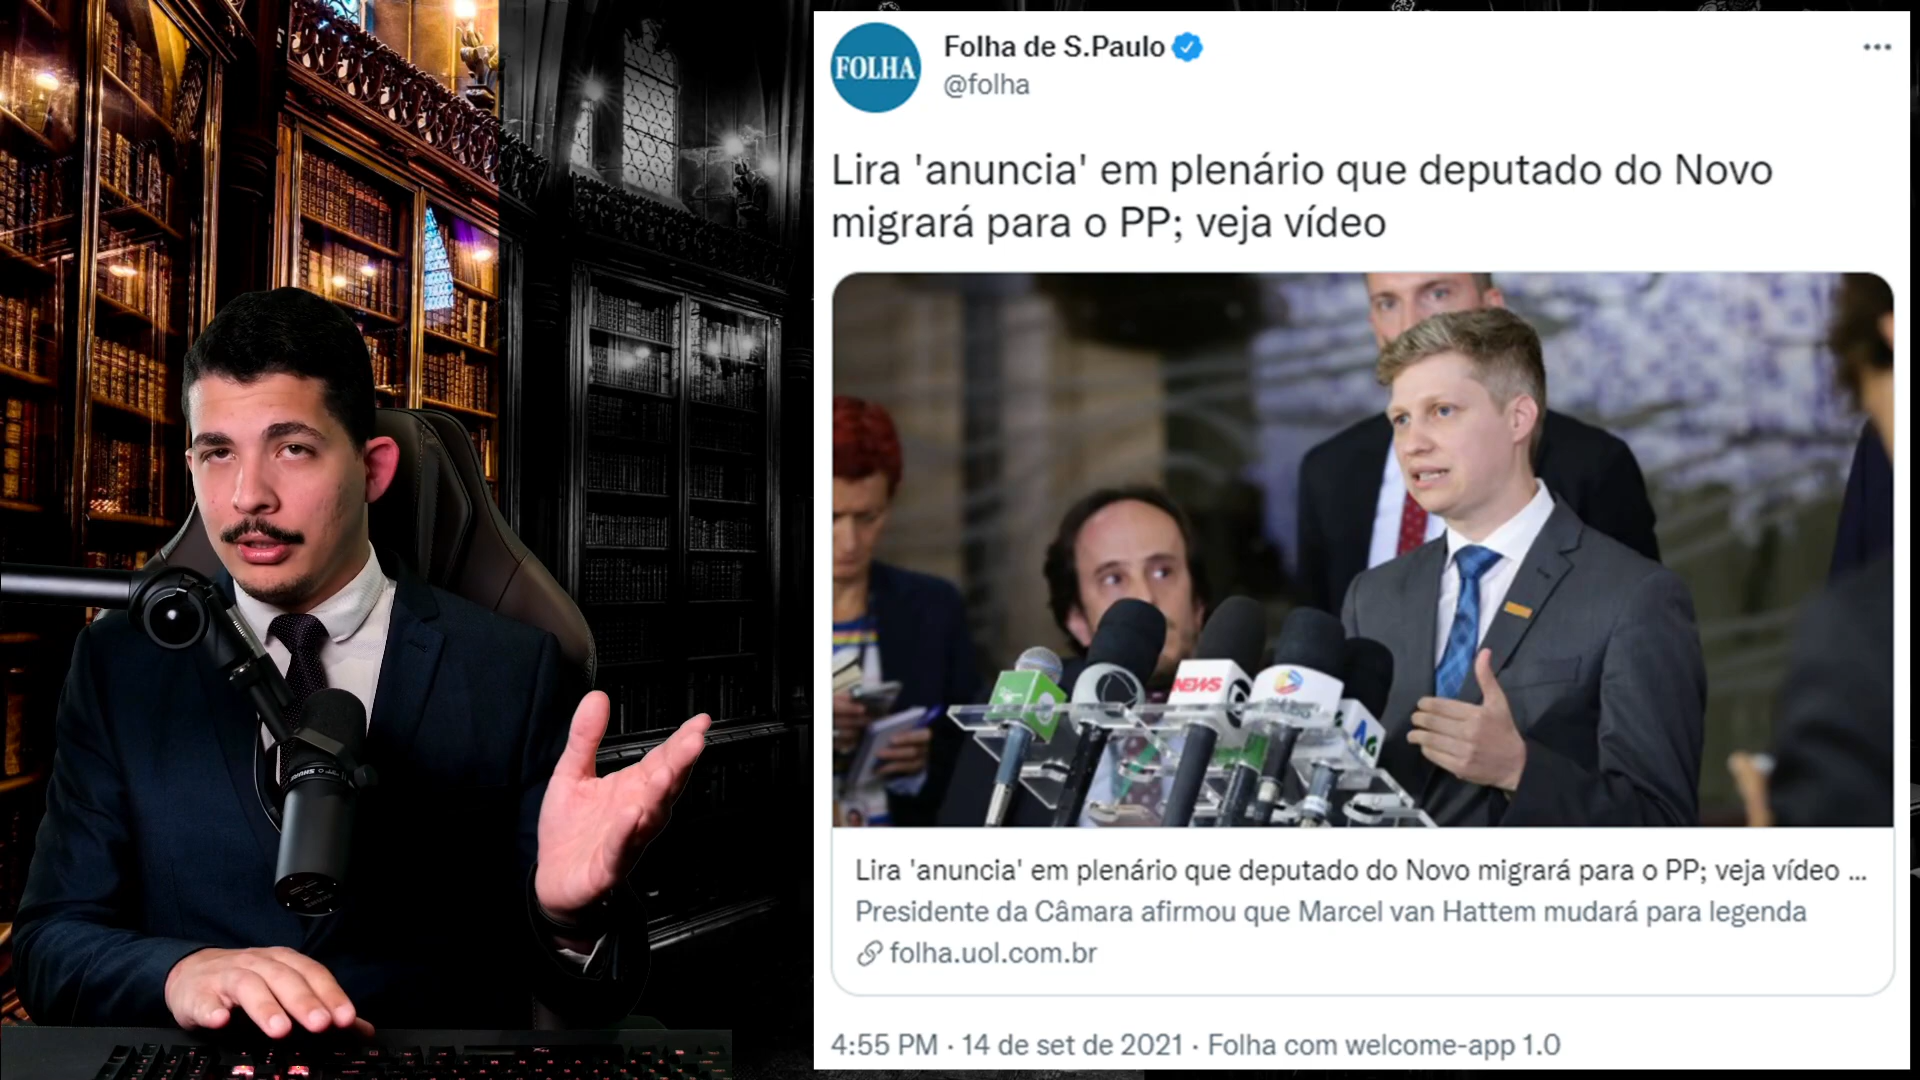 FOLHA
Folha de S.Paulo
@folha
Lira 'anuncia' em plenário que deputado do Novo
migrará para o PP; veja vídeo
NEWS
Lira 'anuncia' em plenário que deputado do Novo migrará para o PP; veja vídeo ...
Presidente da Câmara afirmou que Marcel van Hattem mudará para legenda
folha.uol.com.br
4:55 PM · 14 de set de 2021 · Folha com welcome-app 1.0